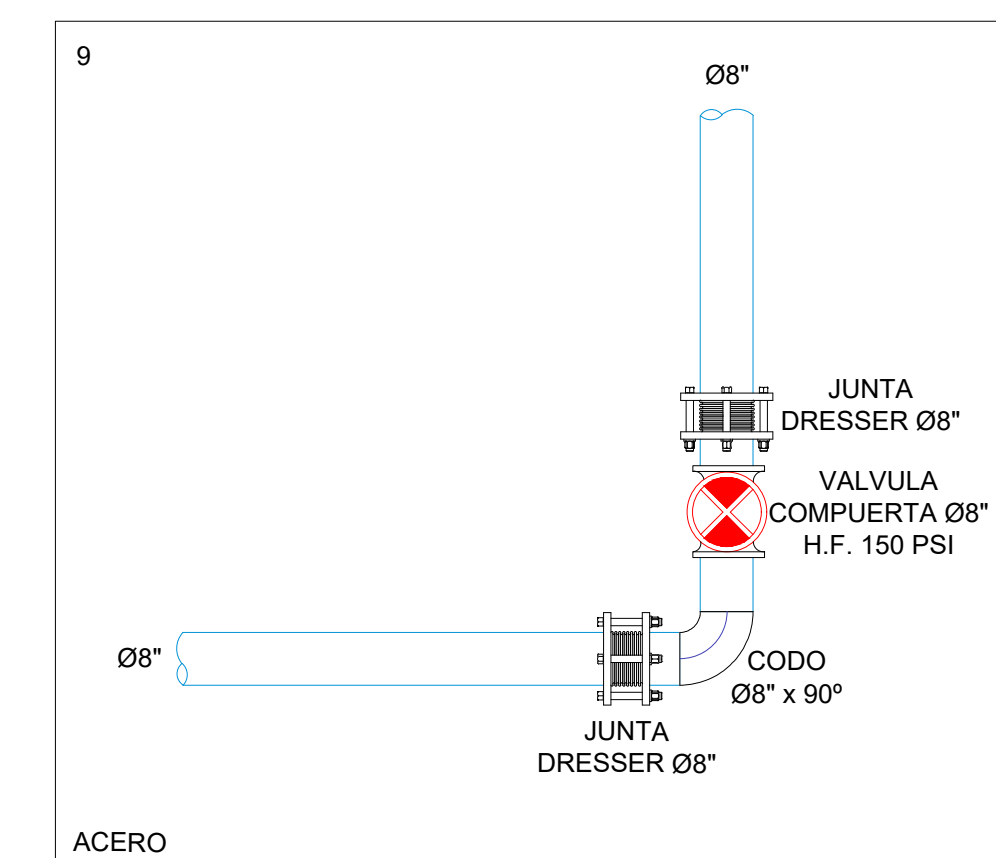 9
Ø8"
JUNTA
DRESSER Ø8"
VALVULA
COMPUERTA Ø8"
H.F. 150 PSI
Ø8"
CODO
Ø8" x 90º
JUNTA
DRESSER Ø8"
ACERO